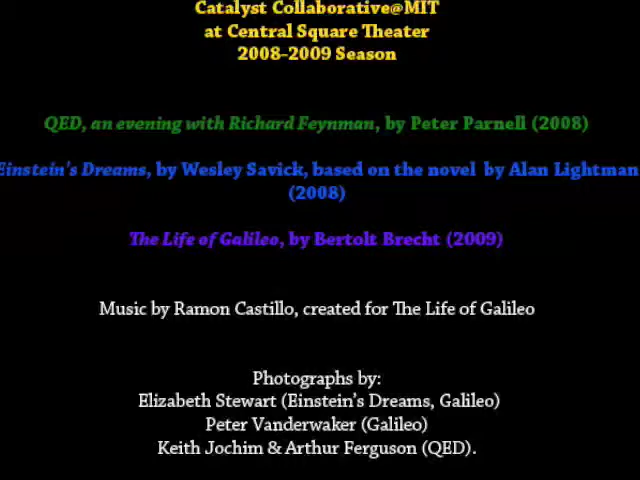 Catalyst Collaborative@MIT
at Central Square Theater
2008-2009 Season
QED, an evening with Richard Feynman, by Peter Parnell (2008)
Einstein's Dreams, by Wesley Savick, based on the novel by Alan Lightman
(2008)
The Life of Galileo, by Bertolt Brecht (2009)
Music by Ramon Castillo, created for The Life of Galileo
Photographs by:
Elizabeth Stewart (Einstein's Dreams, Galileo)
Peter Vanderwaker (Galileo)
Keith Jochim & Arthur Ferguson (QED).